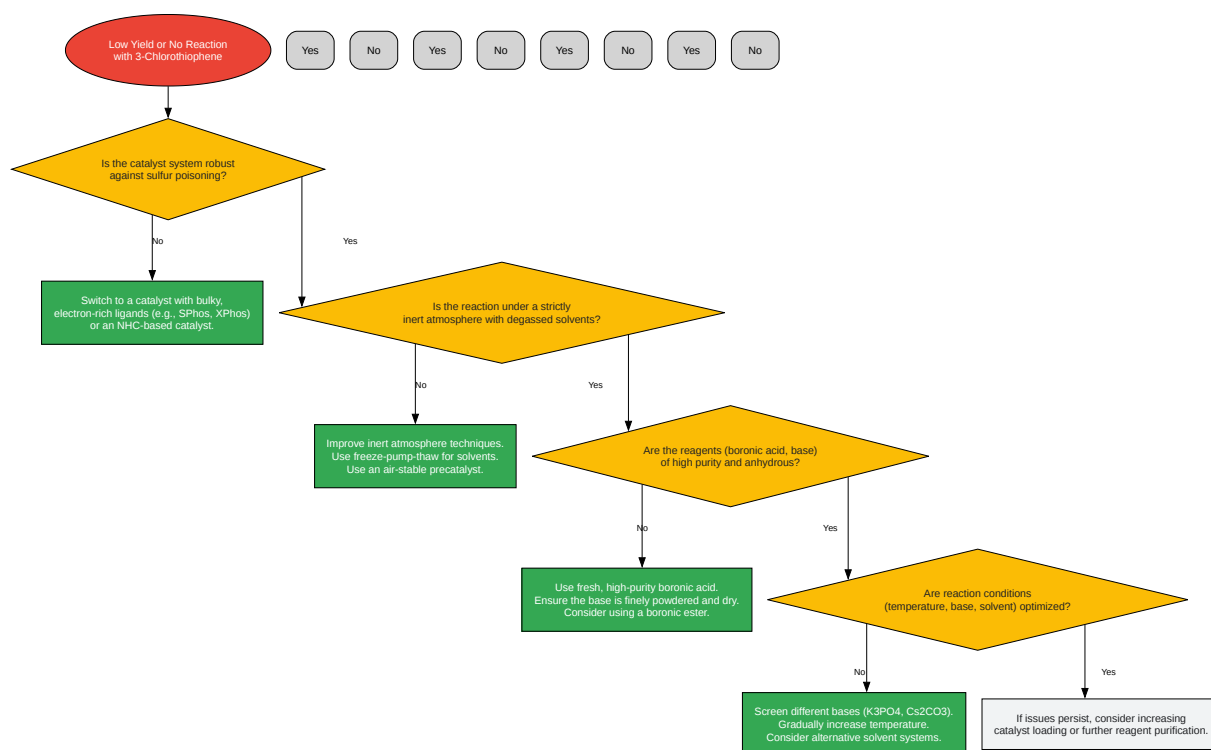 Low Yield or No Reaction
with 3-Chlorothiophene
Yes
No
Yes
No
Yes
No
Yes
No
Is the catalyst system robust
against sulfur poisoning?
No
Yes
Switch to a catalyst with bulky,
electron-rich ligands (e.g., SPhos, XPhos)
or an NHC-based catalyst.
Is the reaction under a strictly
inert atmosphere with degassed solvents?
No
Yes
Improve inert atmosphere techniques.
Use freeze-pump-thaw for solvents.
Use an air-stable precatalyst.
Are the reagents (boronic acid, base)
of high purity and anhydrous?
No
Yes
Use fresh, high-purity boronic acid.
Ensure the base is finely powdered and dry.
Consider using a boronic ester.
Are reaction conditions
(temperature, base, solvent) optimized?
No
Yes
Screen different bases (K3PO4, Cs2CO3).
Gradually increase temperature.
Consider alternative solvent systems.
If issues persist, consider increasing
catalyst loading or further reagent purification.